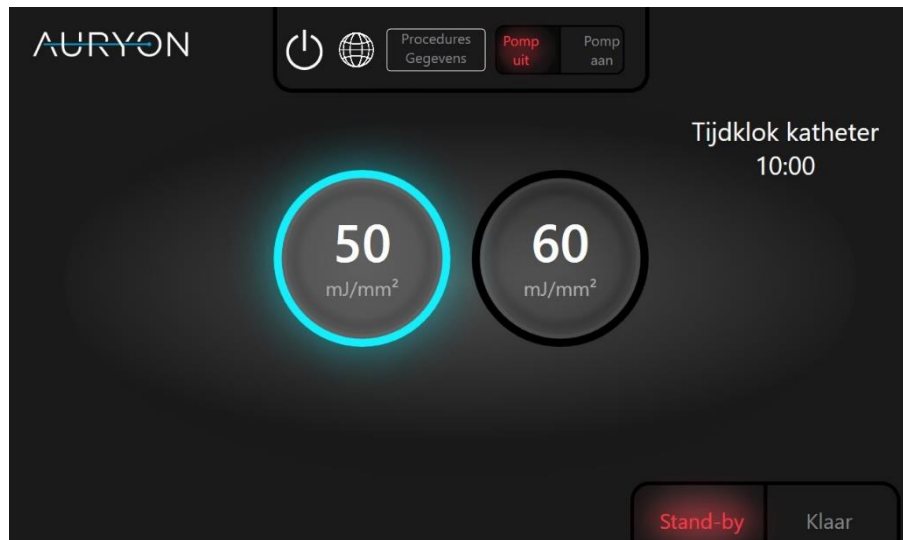 AURYON
Procedures
Gegevens
Pomp
uit
Pomp
aan
Tijdklok katheter
10:00
50
mJ/mm²
60
mJ/mm²
Stand-by
Klaar